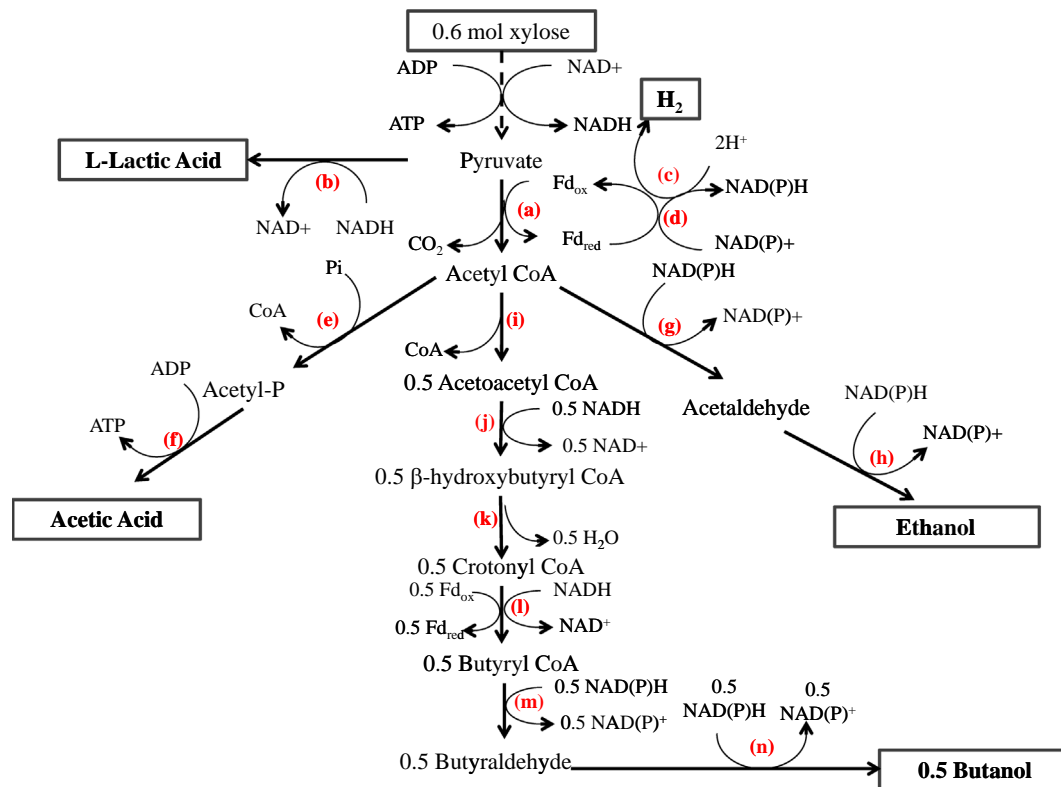 0.6 mol xylose
ADP
NAD+
H₂
ATP
NADH
2H⁺
L-Lactic Acid
Pyruvate
(b)
(c)
Fd_ox
NAD(P)H
(a)
(d)
NAD+
NADH
CO₂
Fd_red
NAD(P)+
Pi
Acetyl CoA
NAD(P)H
CoA
(e)
(i)
(g)
NAD(P)+
CoA
ADP
Acetyl-P
0.5 Acetoacetyl CoA
NAD(P)H
0.5 NADH
Acetaldehyde
ATP
(f)
(j)
0.5 NAD+
NAD(P)+
(h)
0.5 β-hydroxybutyryl CoA
Acetic Acid
(k)
Ethanol
0.5 H₂O
0.5 Crotonyl CoA
0.5 Fd_ox
NADH
(l)
0.5 Fd_red
NAD⁺
0.5 Butyryl CoA
0.5 NAD(P)H
0.5
NAD(P)H
0.5
NAD(P)⁺
(m)
0.5 NAD(P)⁺
(n)
0.5 Butyraldehyde
0.5 Butanol